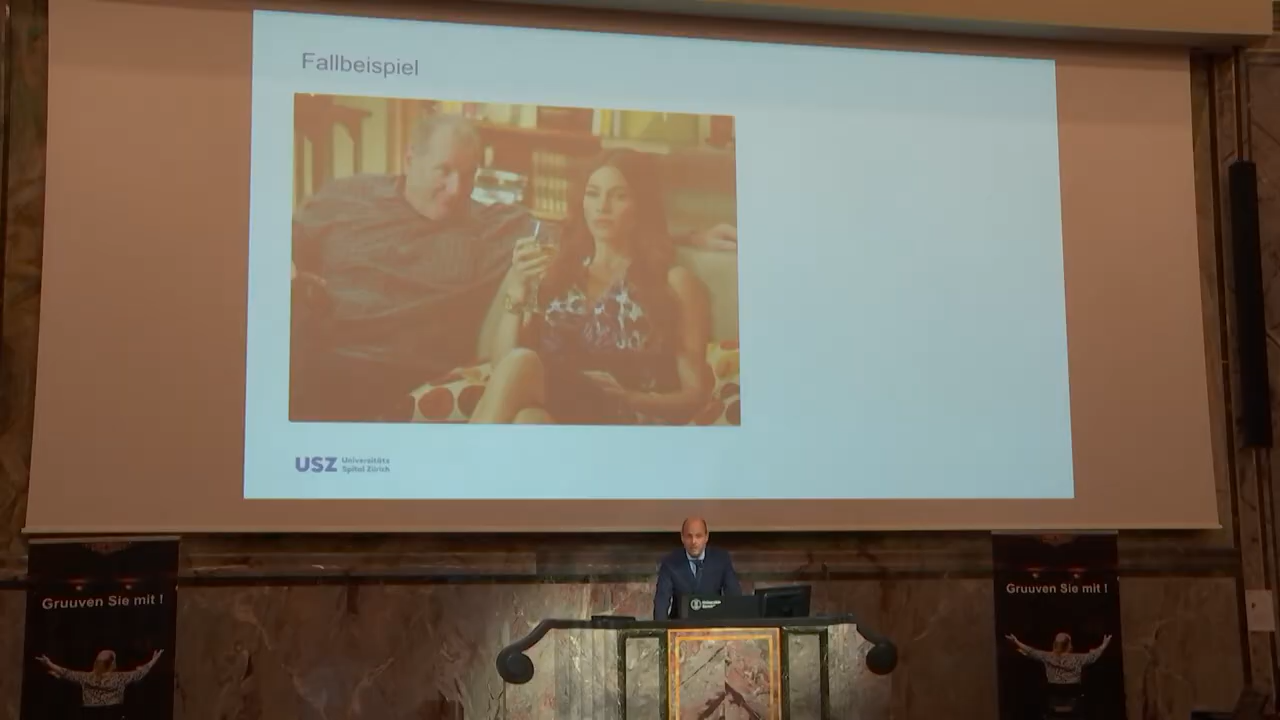 Fallbeispiel
USZ Universitäts
Spital Zürich
Gruuven Sie mit !
Gruuven Sie mit !